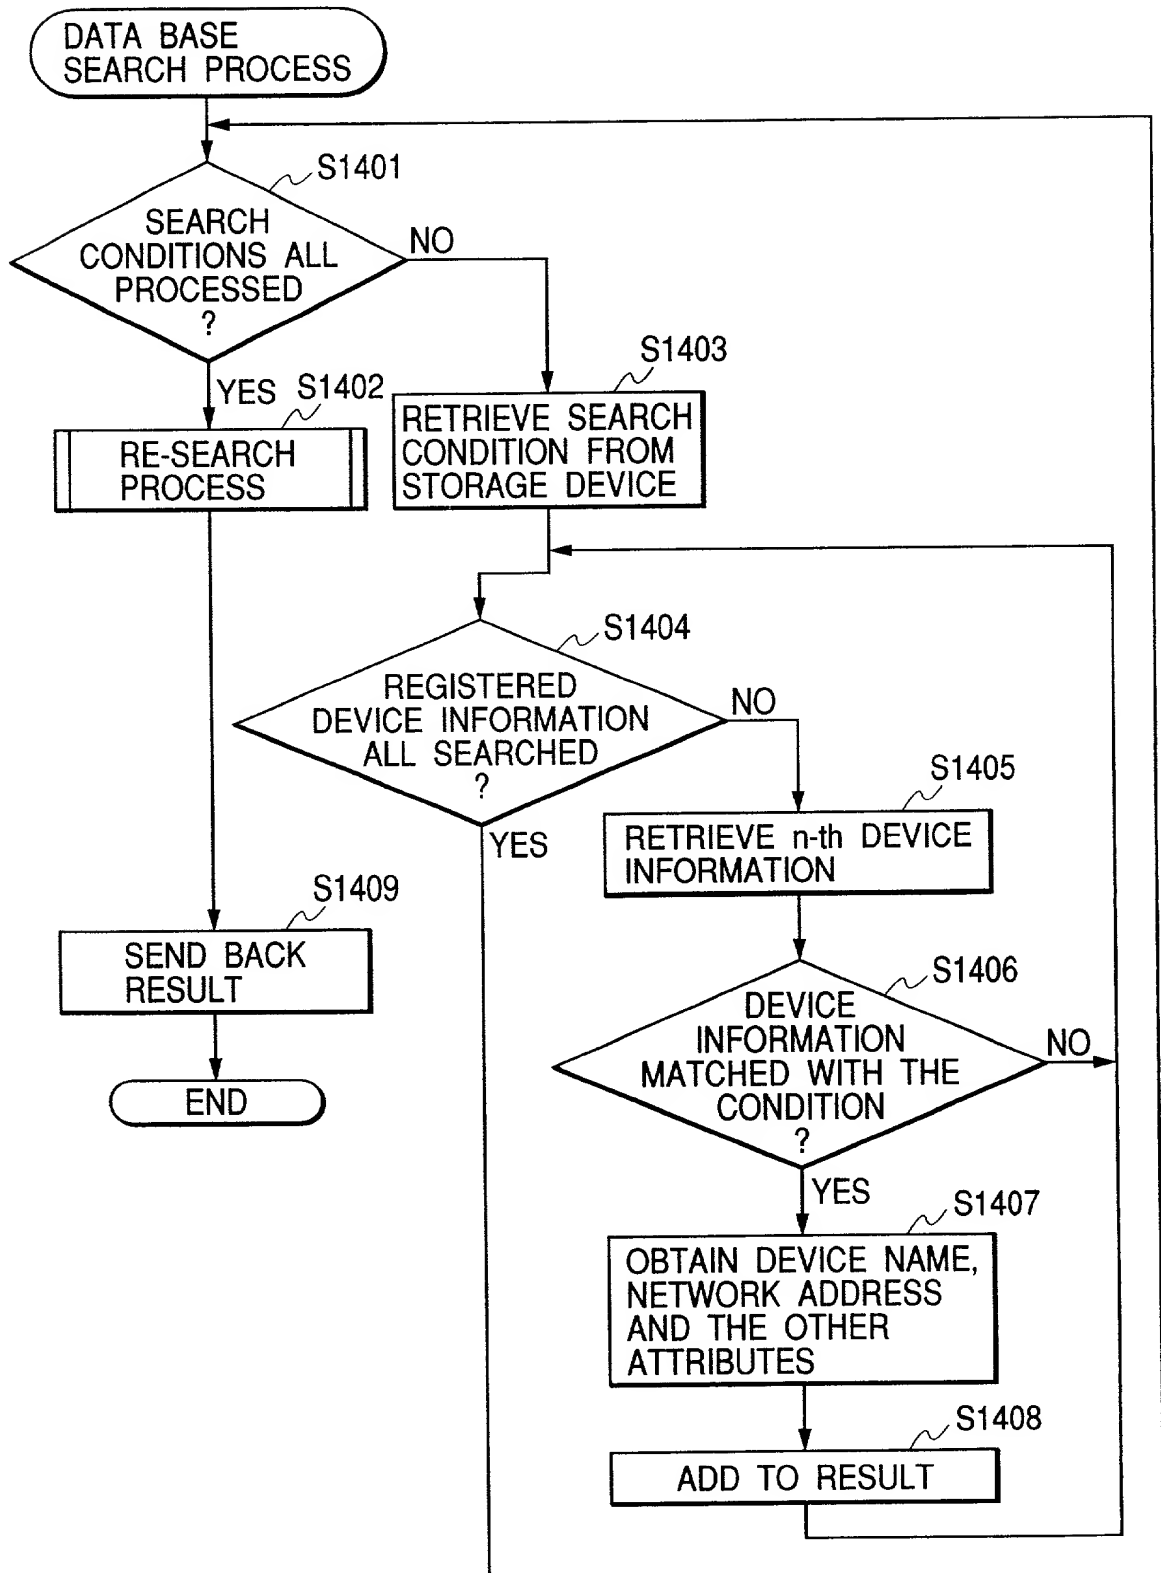 DATA BASE
SEARCH PROCESS
S1401
SEARCH
CONDITIONS ALL
PROCESSED
?
NO
YES
S1402
RE-SEARCH
PROCESS
S1403
RETRIEVE SEARCH
CONDITION FROM
STORAGE DEVICE
S1404
REGISTERED
DEVICE INFORMATION
ALL SEARCHED
?
NO
YES
S1405
RETRIEVE n-th DEVICE
INFORMATION
S1409
SEND BACK
RESULT
END
S1406
DEVICE
INFORMATION
MATCHED WITH THE
CONDITION
?
NO
YES
S1407
OBTAIN DEVICE NAME,
NETWORK ADDRESS
AND THE OTHER
ATTRIBUTES
S1408
ADD TO RESULT